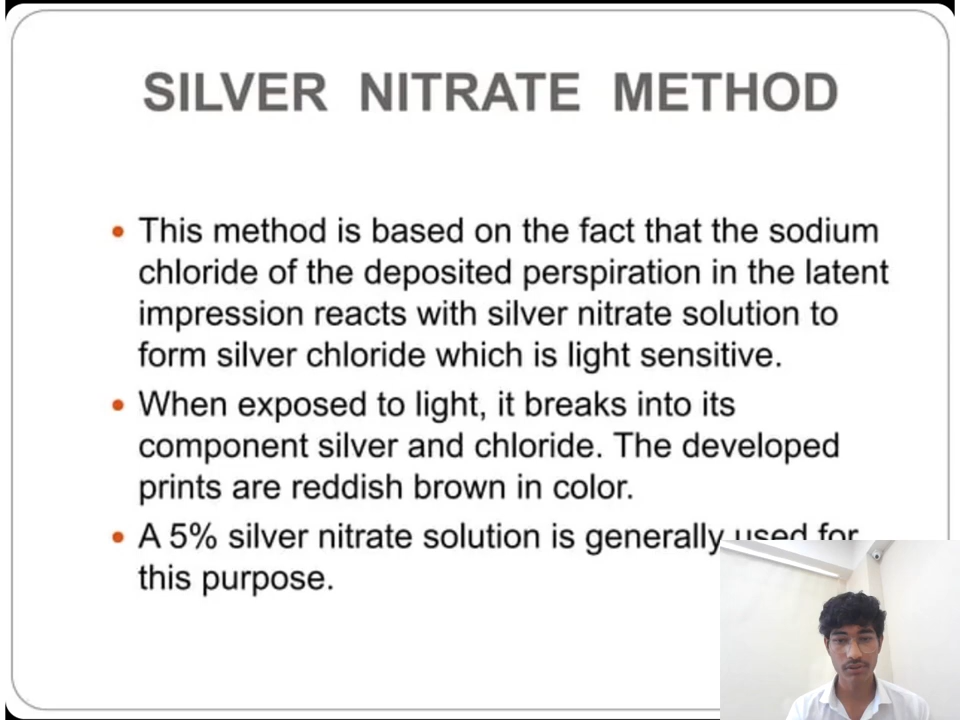 SILVER NITRATE METHOD
• This method is based on the fact that the sodium
chloride of the deposited perspiration in the latent
impression reacts with silver nitrate solution to
form silver chloride which is light sensitive.
• When exposed to light, it breaks into its
component silver and chloride. The developed
prints are reddish brown in color.
• A 5% silver nitrate solution is generally used for
this purpose.